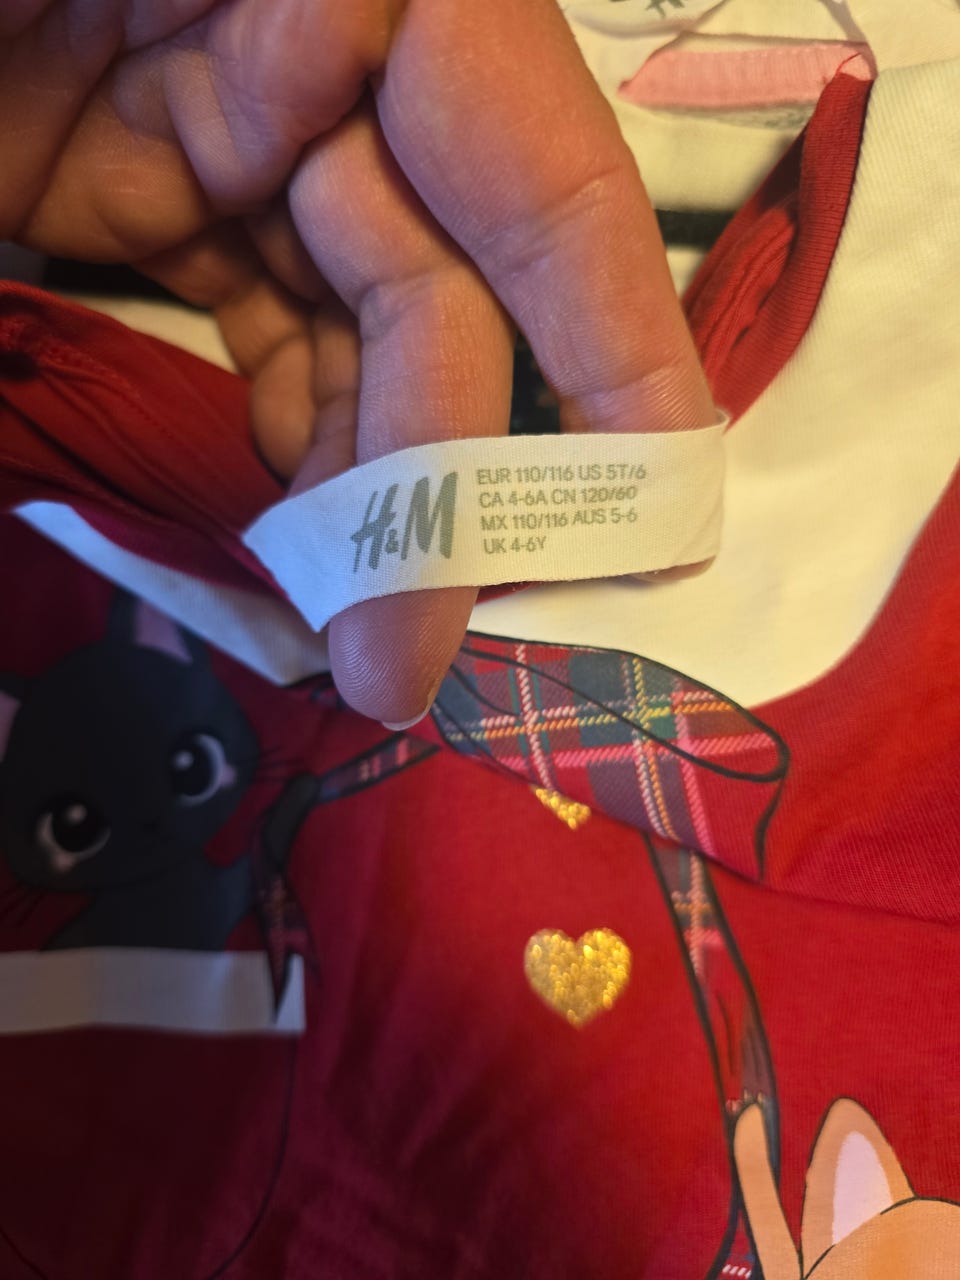 H&M
EUR 110/116 US 5T/6
CA 4-6A CN 120/60
MX 110/116 AUS 5-6
UK 4-6Y